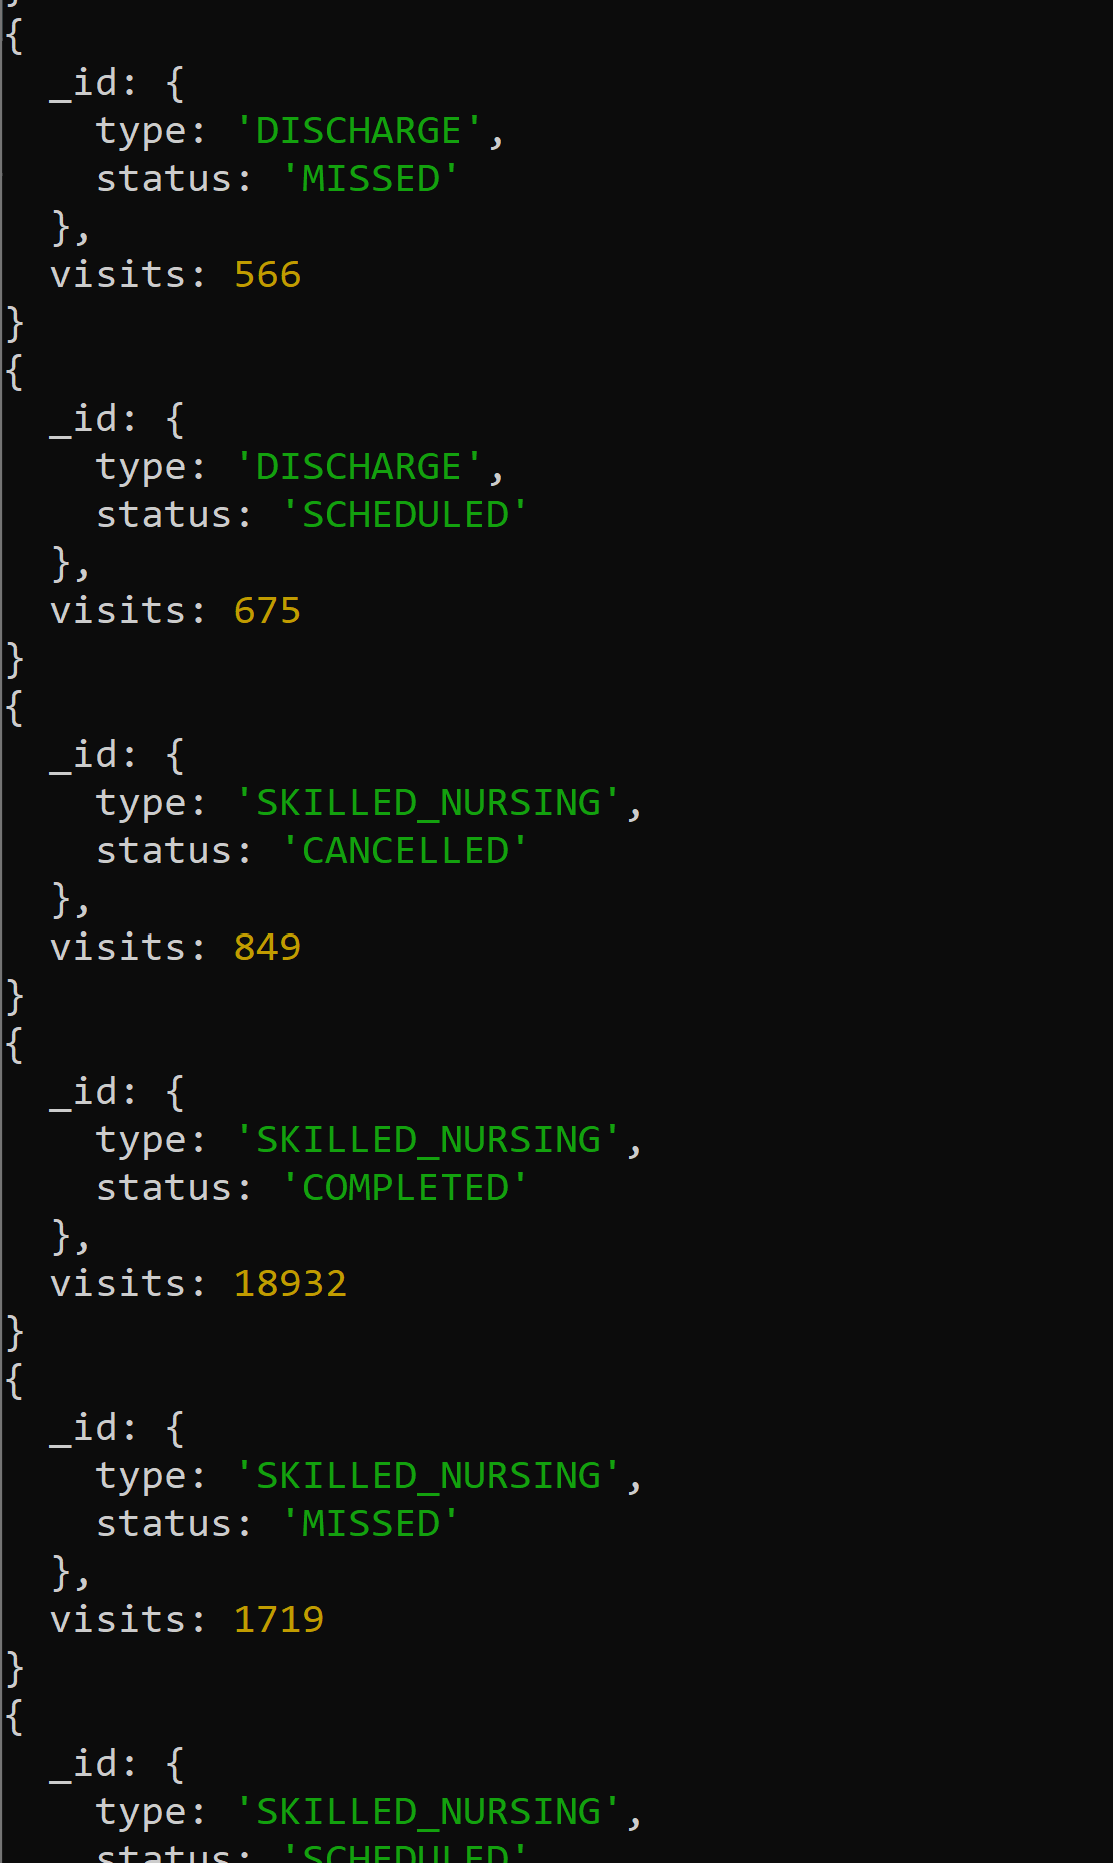 }
{
  _id: {
    type: 'DISCHARGE',
    status: 'MISSED'
  },
  visits: 566
}
{
  _id: {
    type: 'DISCHARGE',
    status: 'SCHEDULED'
  },
  visits: 675
}
{
  _id: {
    type: 'SKILLED_NURSING',
    status: 'CANCELLED'
  },
  visits: 849
}
{
  _id: {
    type: 'SKILLED_NURSING',
    status: 'COMPLETED'
  },
  visits: 18932
}
{
  _id: {
    type: 'SKILLED_NURSING',
    status: 'MISSED'
  },
  visits: 1719
}
{
  _id: {
    type: 'SKILLED_NURSING',
    status: 'SCHEDULED'